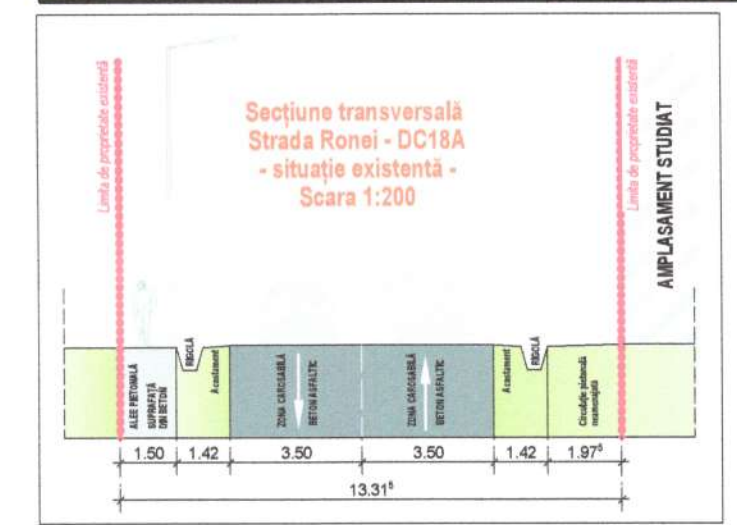 Secțiune transversală
Strada Ronei - DC18A
- situație existentă -
Scara 1:200
Limita de proprietate existentă
Limita de proprietate existentă
AMPLASAMENT STUDIAT
ALEE PIETONALĂ
SUPRAFAȚĂ
DIN BETON
RIGOLĂ
Acostament
ZONA CAROSABILĂ
BETON ASFALTIC
ZONA CAROSABILĂ
BETON ASFALTIC
Acostament
RIGOLĂ
Circulație pietonală
neamenajată
1.50 1.42 3.50 3.50 1.42 1.97⁵
13.31⁵